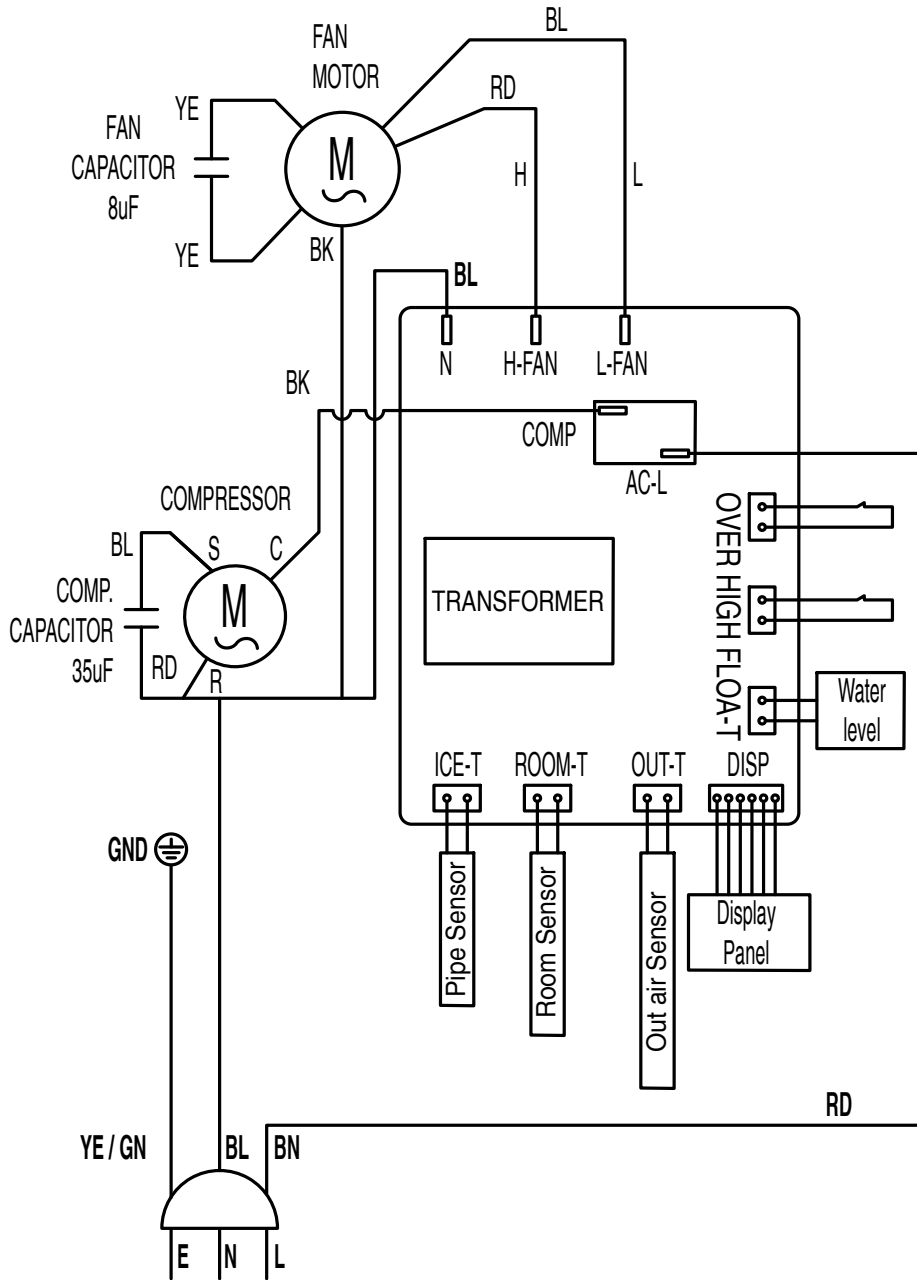 BL
FAN
MOTOR
RD
YE
FAN
CAPACITOR
8uF
M
H
L
YE
BK
BL
N
H-FAN
L-FAN
BK
COMP
AC-L
COMPRESSOR
BL
S
C
COMP.
CAPACITOR
35uF
M
RD
R
TRANSFORMER
OVER HIGH FLOA-T
Water
level
ICE-T
ROOM-T
OUT-T
DISP
GND
Pipe Sensor
Room Sensor
Out air Sensor
Display
Panel
RD
YE / GN
BL
BN
E
N
L